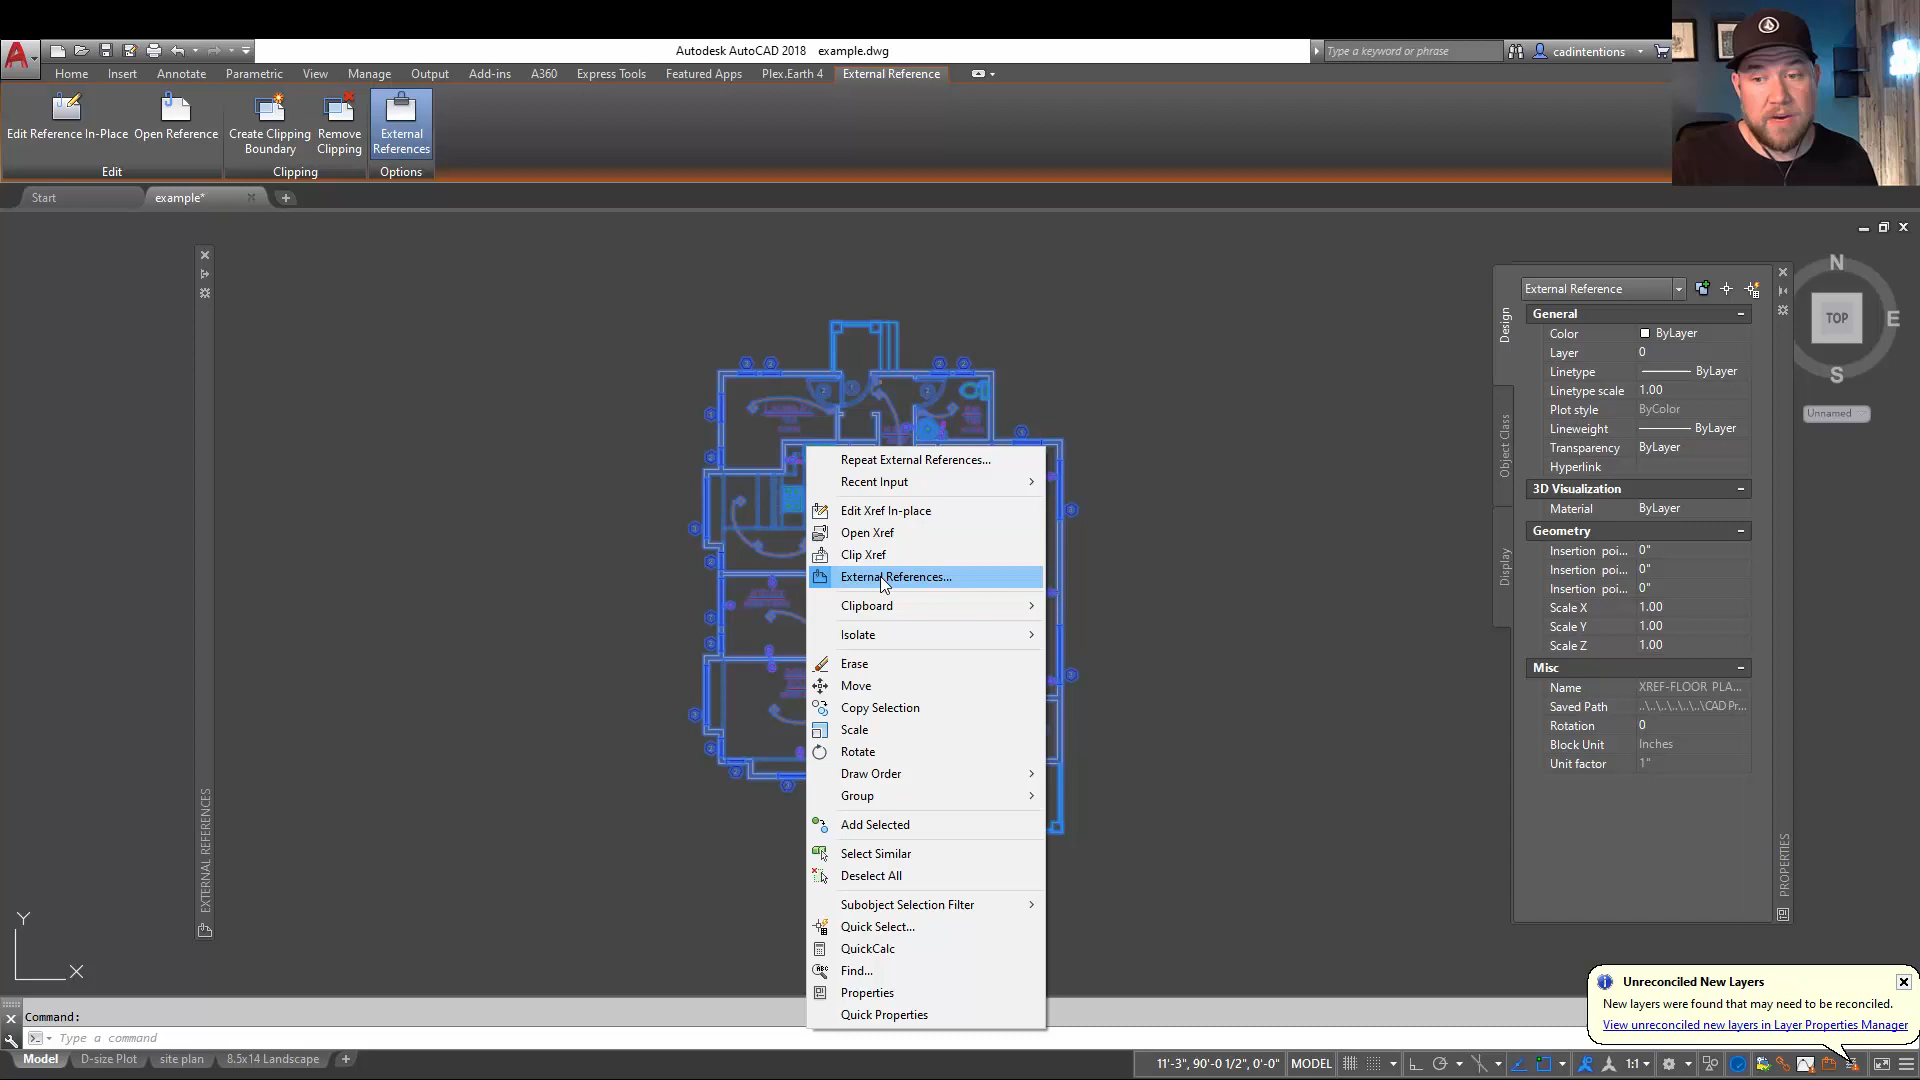 Autodesk AutoCAD 2018 example.dwg
Type a keyword or phrase
cadintentions
Home Insert Annotate Parametric View Manage Output Add-ins A360 Express Tools Featured Apps Plex.Earth 4 External Reference
Edit Reference In-Place
Open Reference
Create Clipping
Boundary
Remove
Clipping
External
References
Edit Clipping Options
Start
example*
EXTERNAL REFERENCES
Repeat External References...
Recent Input
Edit Xref In-place
Open Xref
Clip Xref
External References...
Clipboard
Isolate
Erase
Move
Copy Selection
Scale
Rotate
Draw Order
Group
Add Selected
Select Similar
Deselect All
Subobject Selection Filter
Quick Select...
QuickCalc
Find...
Properties
Quick Properties
Design
Object Class
Display
PROPERTIES
External Reference
General
Color ByLayer
Layer 0
Linetype ByLayer
Linetype scale 1.00
Plot style ByColor
Lineweight ByLayer
Transparency ByLayer
Hyperlink
3D Visualization
Material ByLayer
Geometry
Insertion poi... 0"
Insertion poi... 0"
Insertion poi... 0"
Scale X 1.00
Scale Y 1.00
Scale Z 1.00
Misc
Name XREF-FLOOR PLA...
Saved Path ..\..\..\..\..\CAD Pr...
Rotation 0
Block Unit Inches
Unit factor 1"
N
TOP
E
S
Unnamed
Y
X
Unreconciled New Layers
New layers were found that may need to be reconciled.
View unreconciled new layers in Layer Properties Manager
Command:
Type a command
Model D-size Plot site plan 8.5x14 Landscape
11'-3", 90'-0 1/2", 0'-0" MODEL 1:1